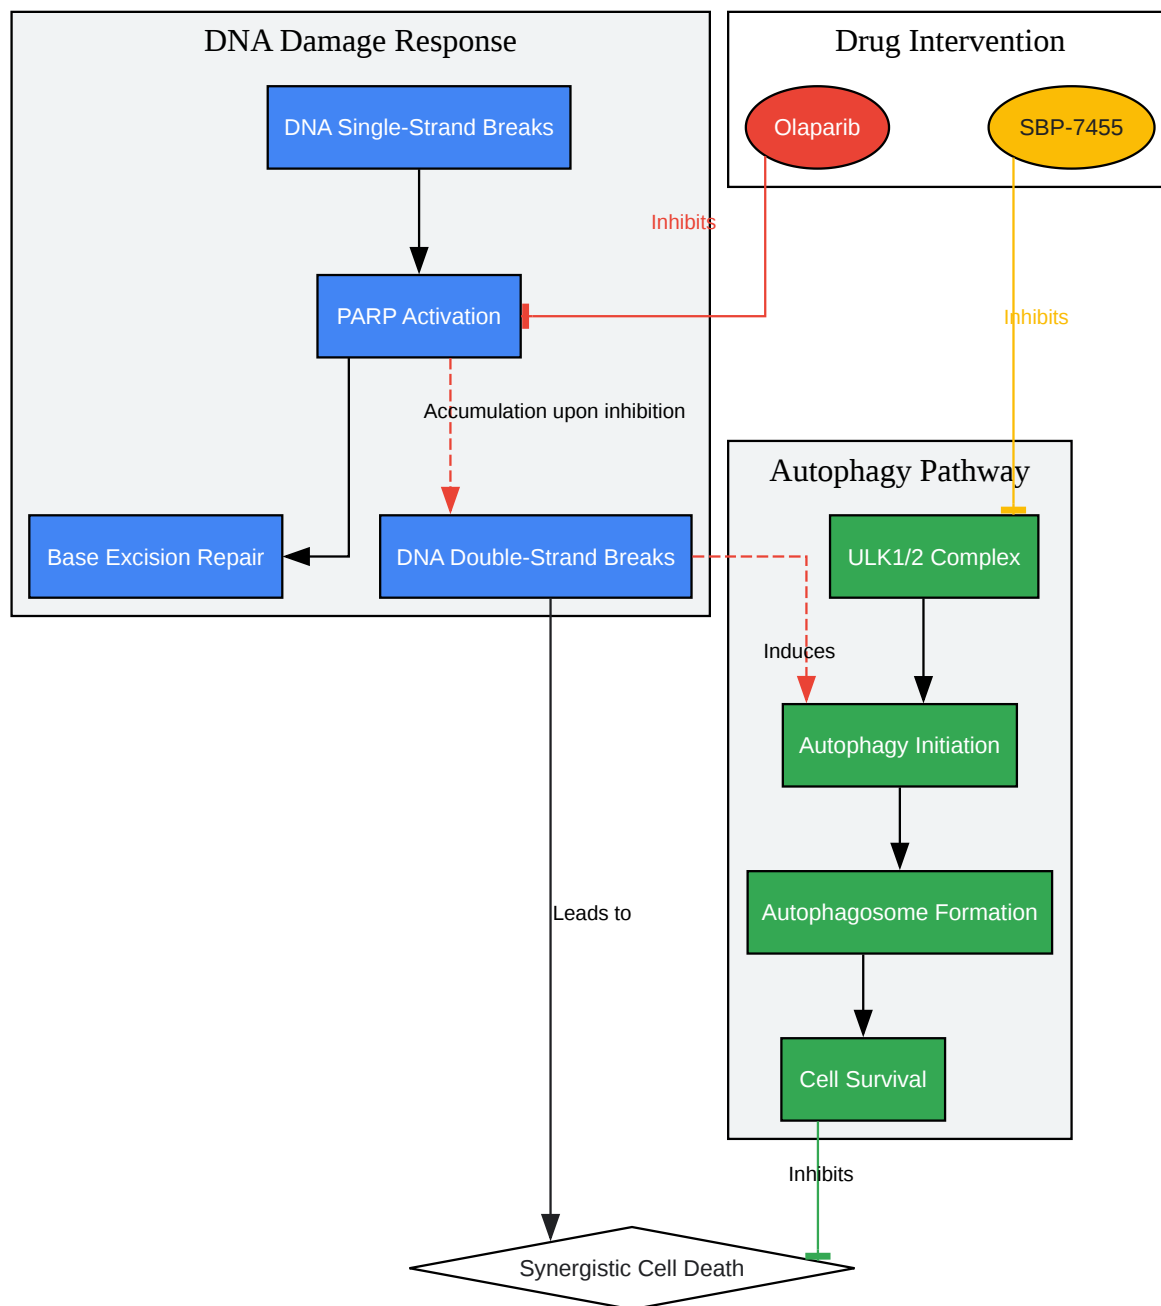 DNA Damage Response
Drug Intervention
DNA Single-Strand Breaks
Olaparib
SBP-7455
Inhibits
PARP Activation
Inhibits
Accumulation upon inhibition
Autophagy Pathway
Base Excision Repair
DNA Double-Strand Breaks
ULK1/2 Complex
Induces
Autophagy Initiation
Leads to
Autophagosome Formation
Cell Survival
Inhibits
Synergistic Cell Death